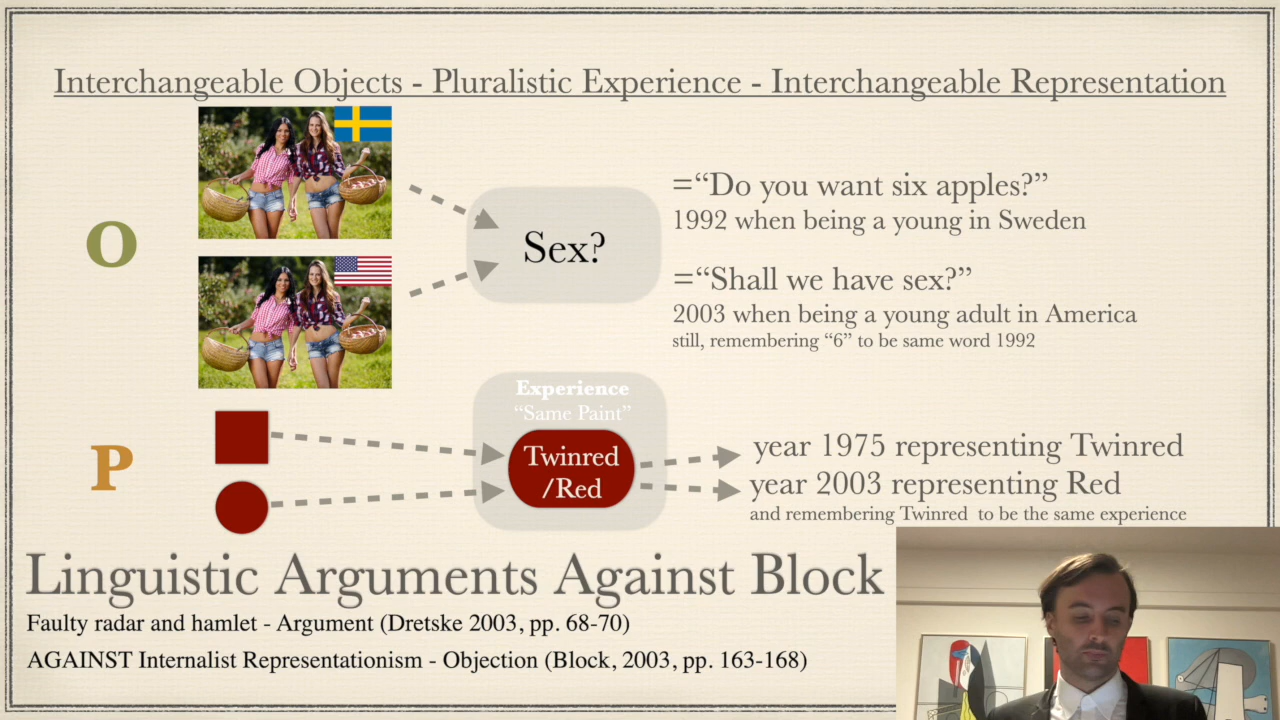 Interchangeable Objects - Pluralistic Experience - Interchangeable Representation
O
Sex?
=“Do you want six apples?”
1992 when being a young in Sweden
=“Shall we have sex?”
2003 when being a young adult in America
still, remembering “6” to be same word 1992
P
Experience
“Same Paint”
Twinred
/Red
year 1975 representing Twinred
year 2003 representing Red
and remembering Twinred to be the same experience
Linguistic Arguments Against Block
Faulty radar and hamlet - Argument (Dretske 2003, pp. 68-70)
AGAINST Internalist Representationism - Objection (Block, 2003, pp. 163-168)